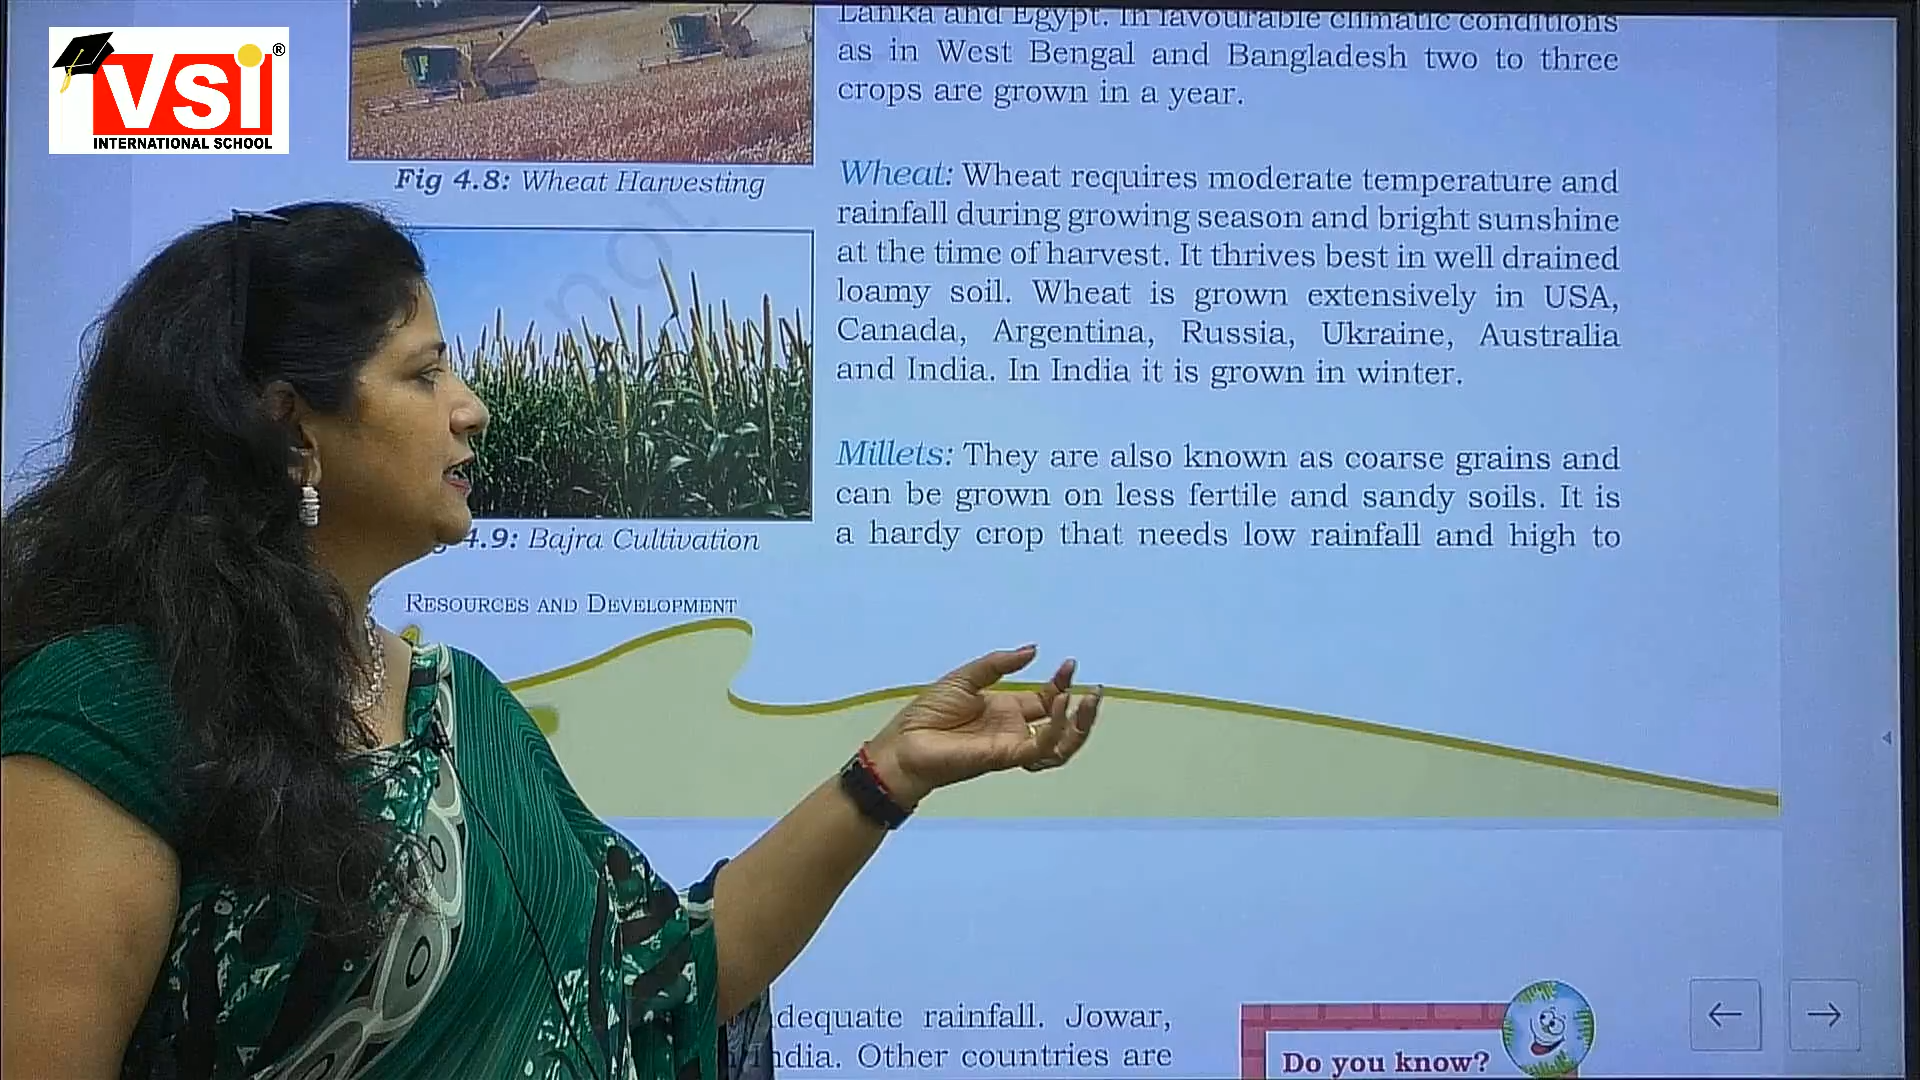 vsi®
INTERNATIONAL SCHOOL
Lanka and Egypt. In favourable climatic conditions
as in West Bengal and Bangladesh two to three
crops are grown in a year.
Fig 4.8: Wheat Harvesting
Wheat: Wheat requires moderate temperature and
rainfall during growing season and bright sunshine
at the time of harvest. It thrives best in well drained
loamy soil. Wheat is grown extensively in USA,
Canada, Argentina, Russia, Ukraine, Australia
and India. In India it is grown in winter.
Millets: They are also known as coarse grains and
can be grown on less fertile and sandy soils. It is
a hardy crop that needs low rainfall and high to
4.9: Bajra Cultivation
RESOURCES AND DEVELOPMENT
adequate rainfall. Jowar,
India. Other countries are
Do you know?